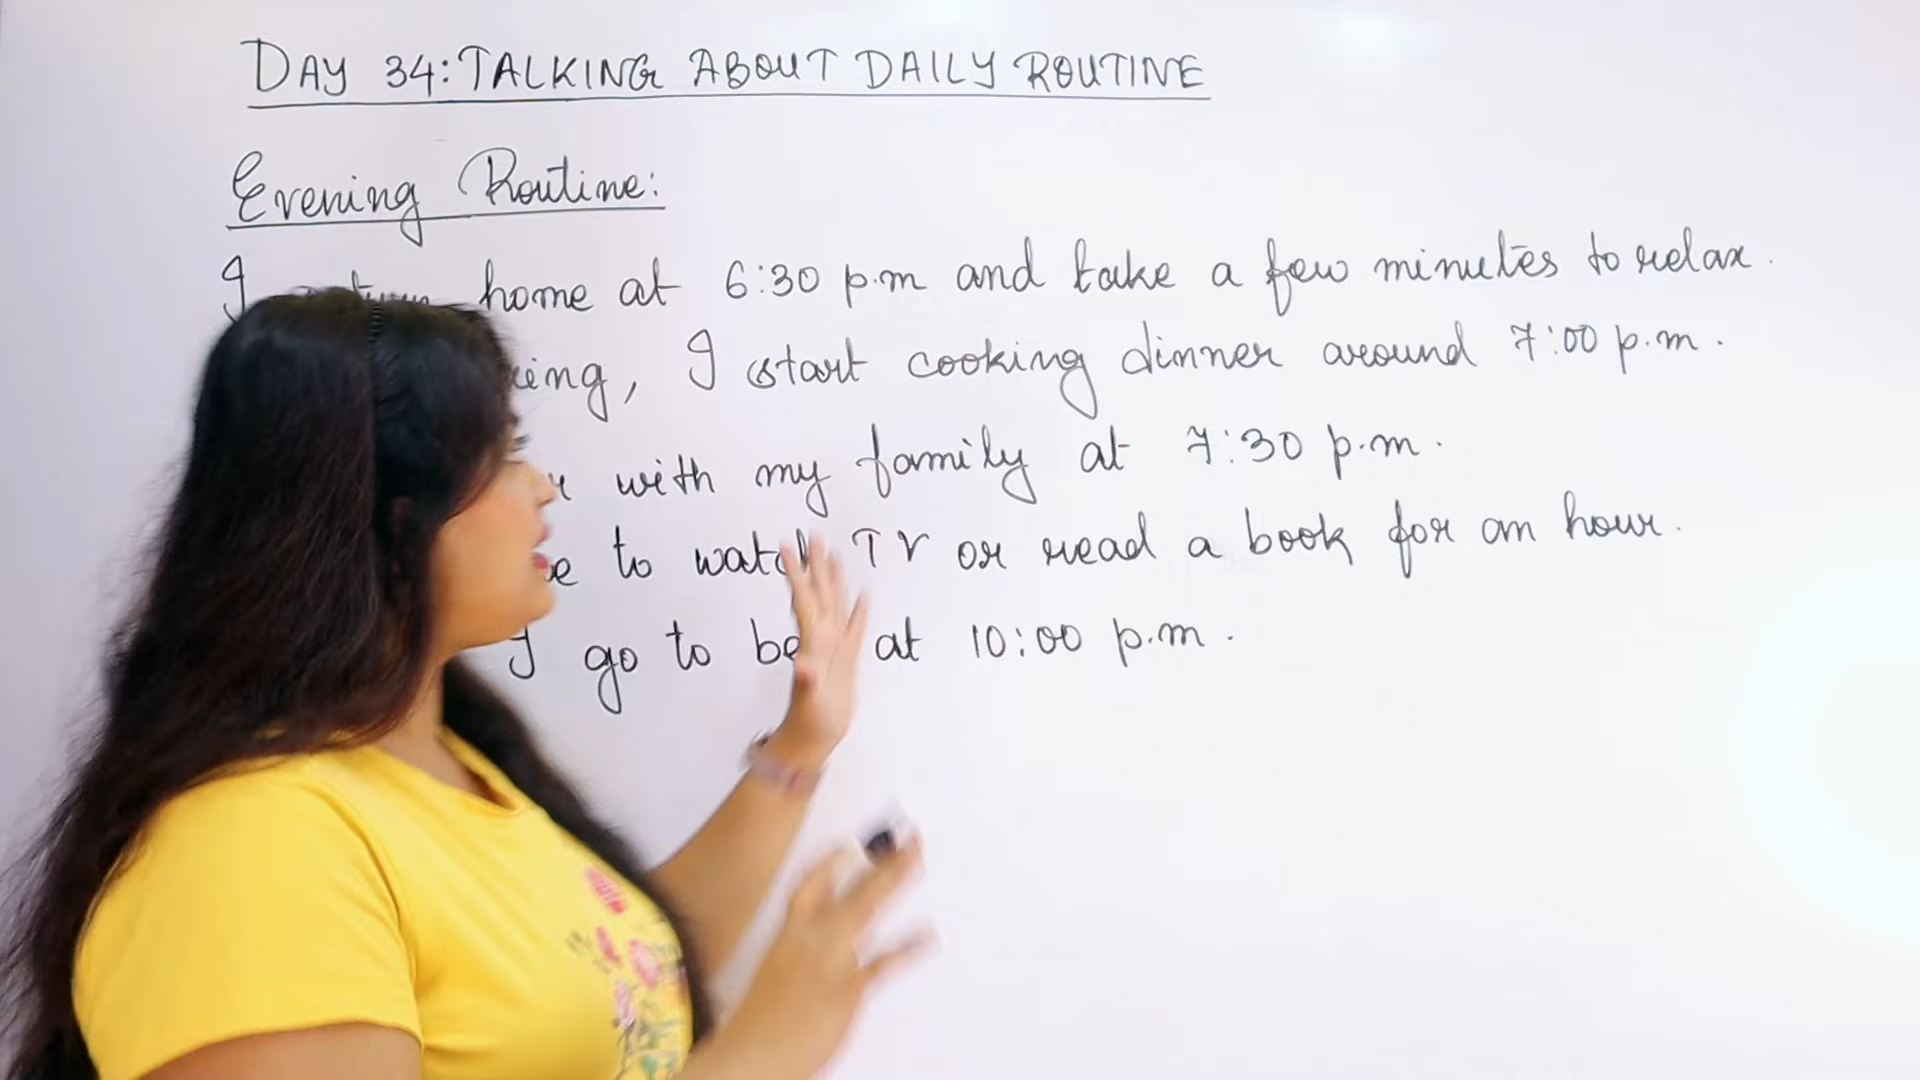 DAY 34: TALKING ABOUT DAILY ROUTINE
Evening Routine:
I home at 6:30 p.m and take a few minutes to relax.
I start cooking dinner around 7:00 p.m.
with my family at 7:30 p.m.
to watch TV or read a book for an hour.
I go to bed at 10:00 p.m.